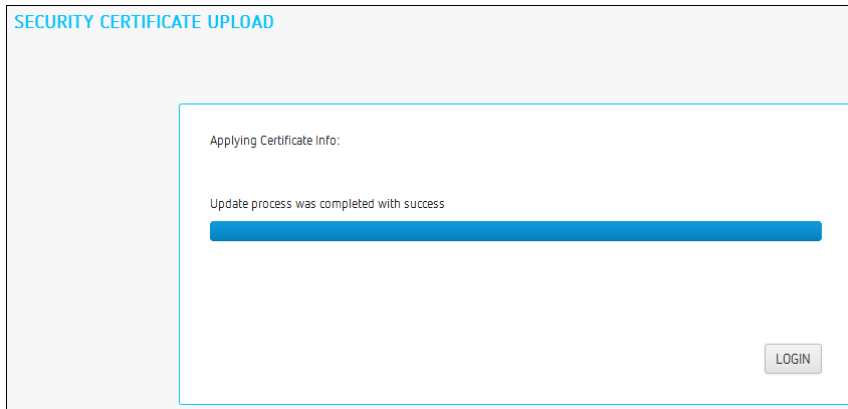 SECURITY CERTIFICATE UPLOAD
Applying Certificate Info:
Update process was completed with success
LOGIN